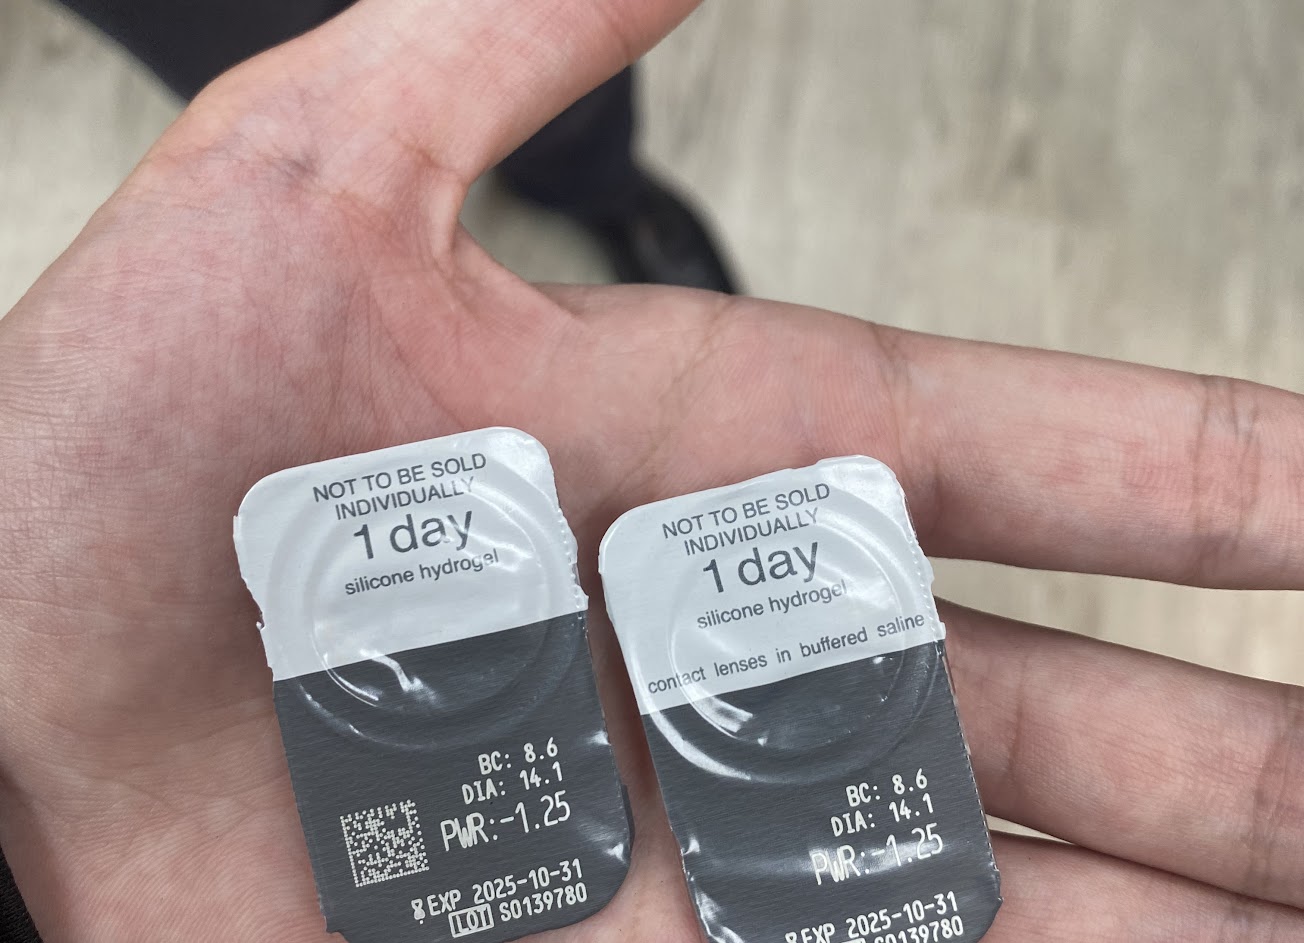 NOT TO BE SOLD
INDIVIDUALLY
1 day
silicone hydrogel
BC: 8.6
DIA: 14.1
PWR:-1.25
EXP 2025-10-31
LOT S0139780
NOT TO BE SOLD
INDIVIDUALLY
1 day
silicone hydrogel
contact lenses in buffered saline
BC: 8.6
DIA: 14.1
PWR:-1.25
EXP 2025-10-31
S0139780